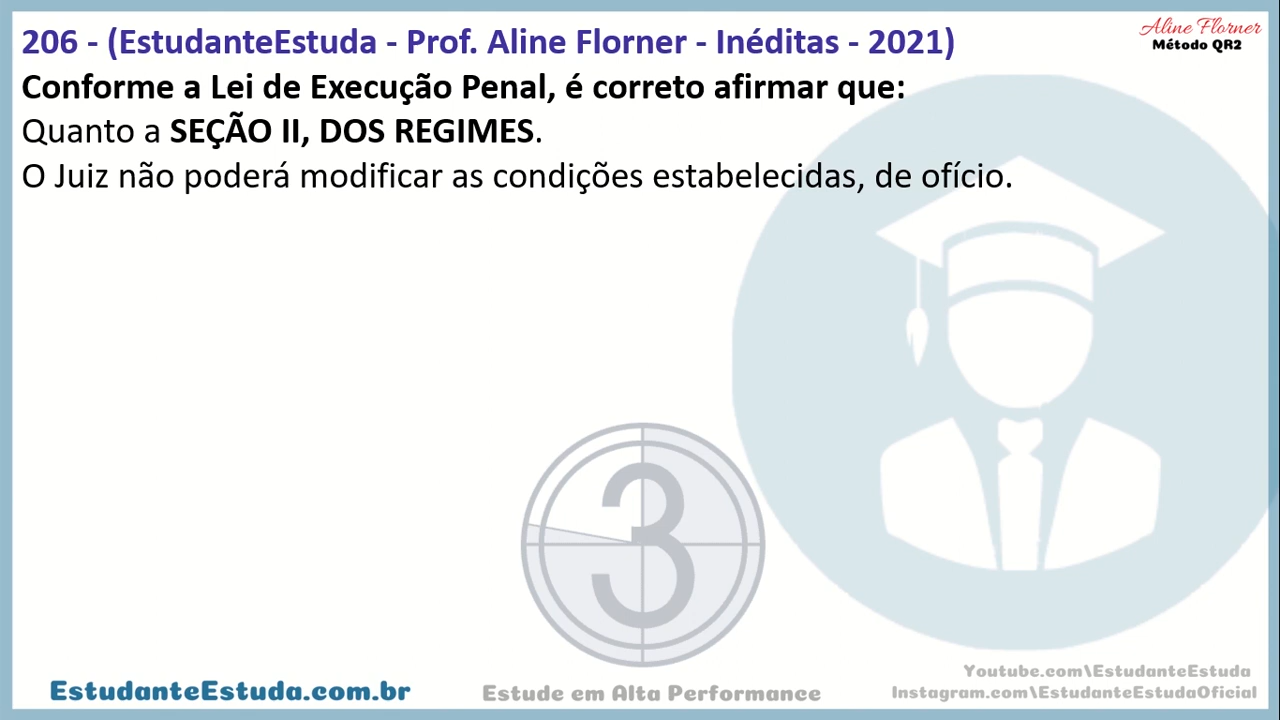 206 - (EstudanteEstuda - Prof. Aline Florner - Inéditas - 2021)
Aline Florner
Método QR2
Conforme a Lei de Execução Penal, é correto afirmar que:
Quanto a SEÇÃO II, DOS REGIMES.
O Juiz não poderá modificar as condições estabelecidas, de ofício.
3
EstudanteEstuda.com.br
Estude em Alta Performance
Youtube.com\EstudanteEstuda
Instagram.com\EstudanteEstudaOficial